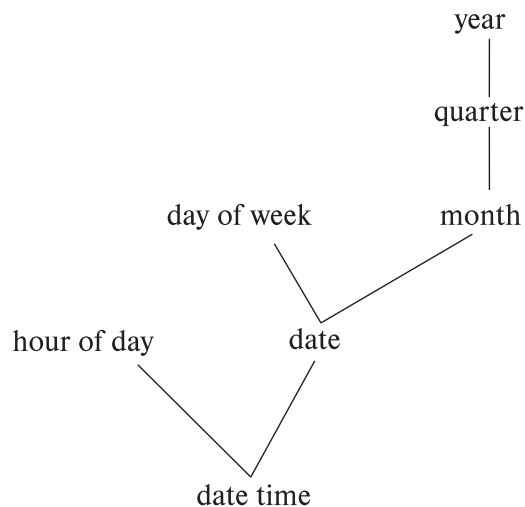 year
quarter
day of week
month
hour of day
date
date time